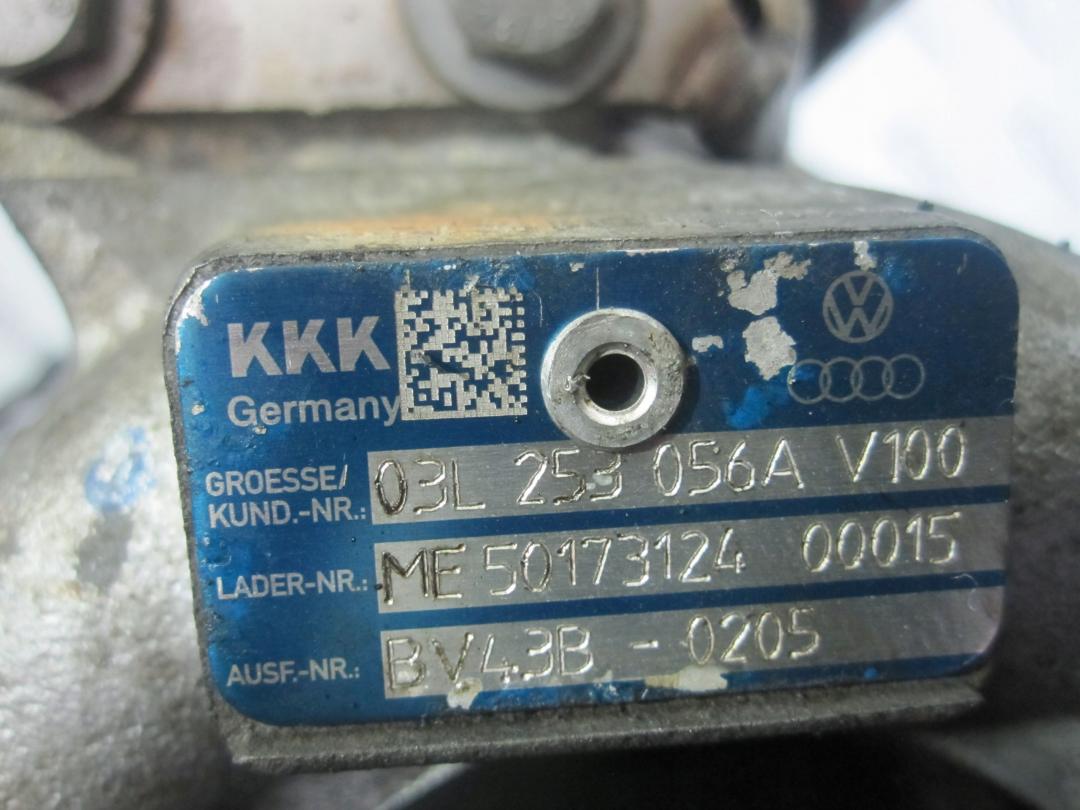 KKK
Germany
GROESSE/
KUND.-NR.: 03L 253 056A V100
LADER-NR.: ME 50173124 00015
AUSF.-NR.: BV43B - 0205